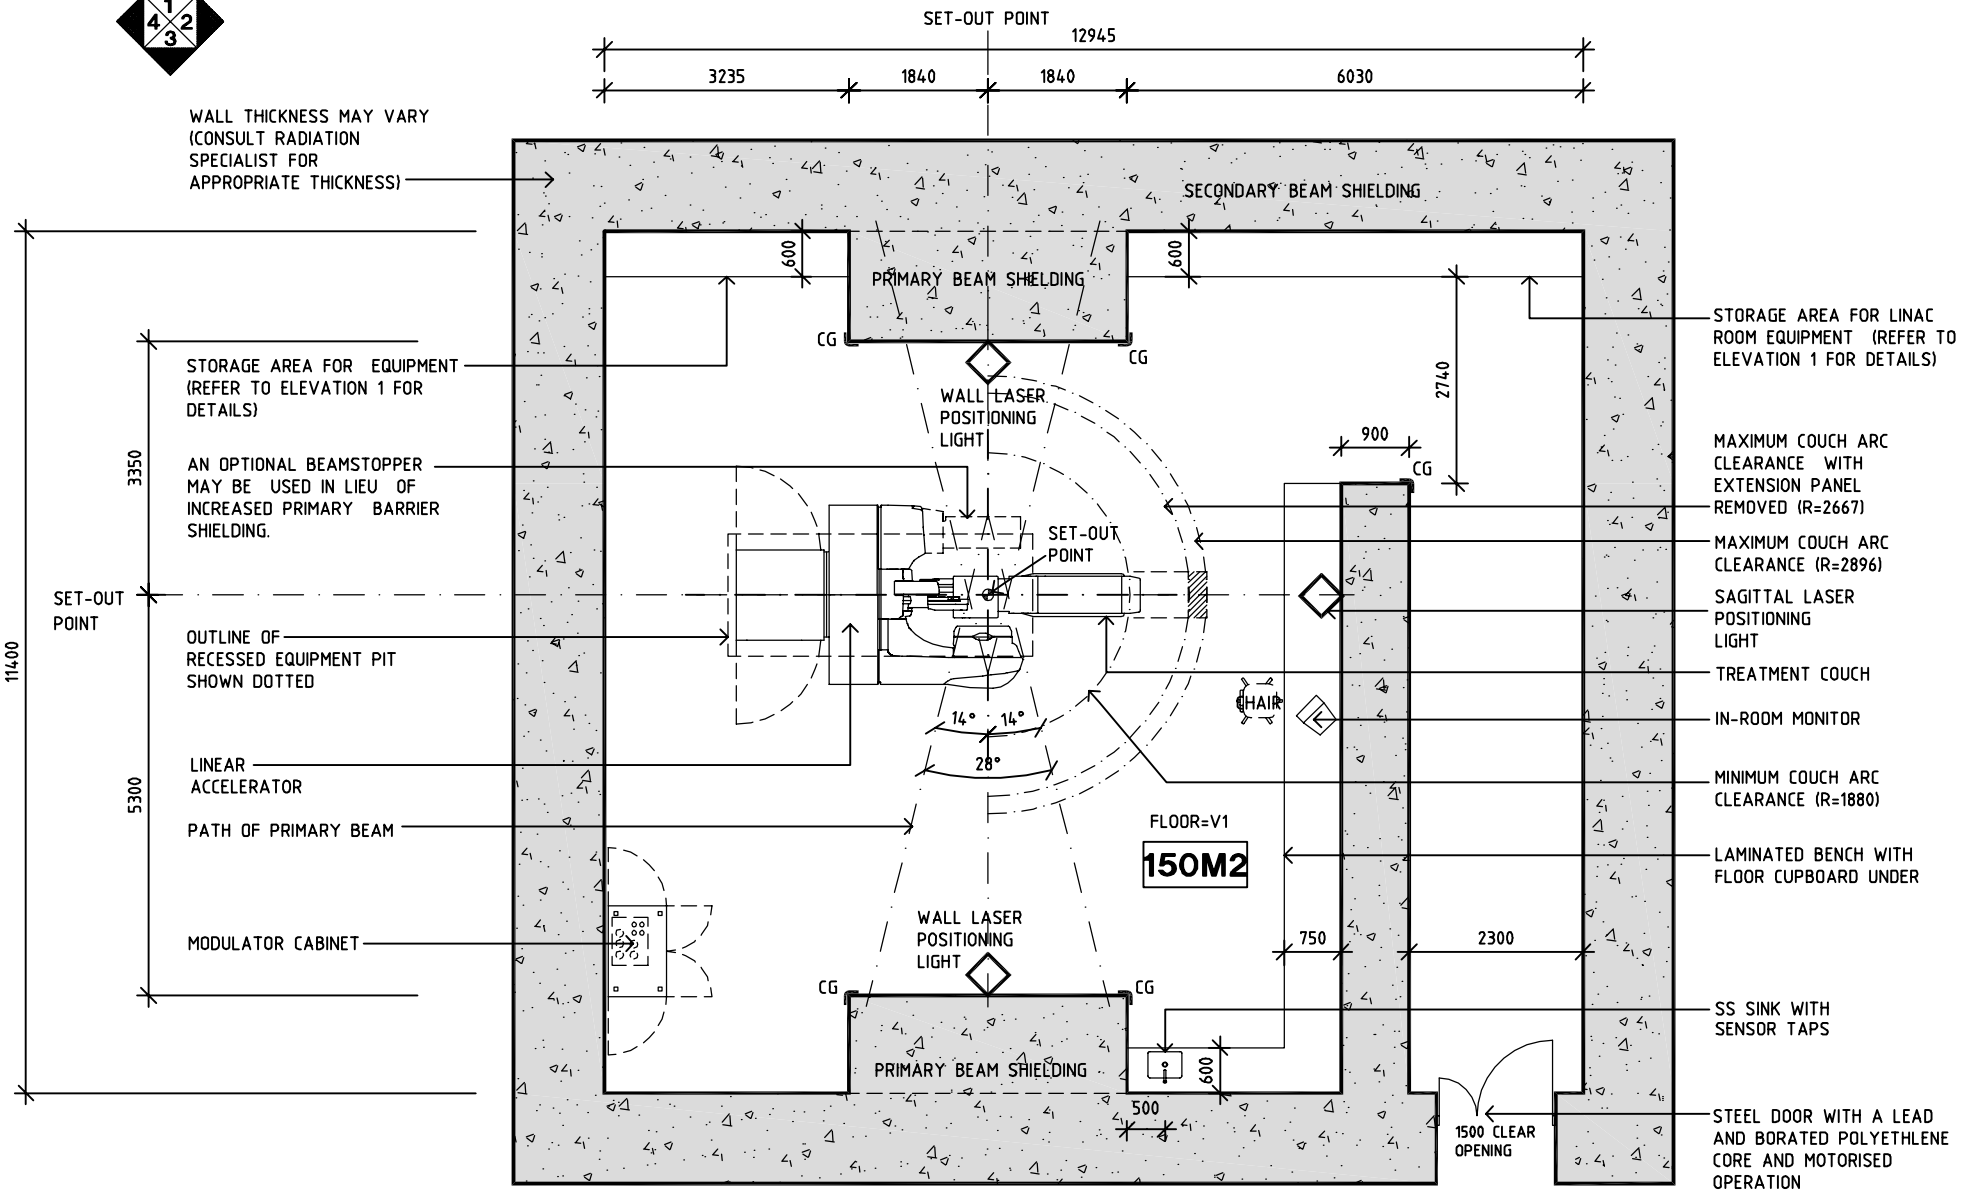 1
4 2
3
SET-OUT POINT
12945
3235 1840 1840 6030
WALL THICKNESS MAY VARY
(CONSULT RADIATION
SPECIALIST FOR
APPROPRIATE THICKNESS)
SECONDARY BEAM SHIELDING
600
PRIMARY BEAM SHIELDING
600
CG
CG
STORAGE AREA FOR EQUIPMENT
(REFER TO ELEVATION 1 FOR
DETAILS)
STORAGE AREA FOR LINAC
ROOM EQUIPMENT (REFER TO
ELEVATION 1 FOR DETAILS)
2740
WALL LASER
POSITIONING
LIGHT
900
CG
3350
AN OPTIONAL BEAMSTOPPER
MAY BE USED IN LIEU OF
INCREASED PRIMARY BARRIER
SHIELDING.
MAXIMUM COUCH ARC
CLEARANCE WITH
EXTENSION PANEL
REMOVED (R=2667)
SET-OUT
POINT
MAXIMUM COUCH ARC
CLEARANCE (R=2896)
SET-OUT
POINT
SAGITTAL LASER
POSITIONING
LIGHT
11400
OUTLINE OF
RECESSED EQUIPMENT PIT
SHOWN DOTTED
TREATMENT COUCH
CHAIR
IN-ROOM MONITOR
14° 14°
28°
LINEAR
ACCELERATOR
5300
MINIMUM COUCH ARC
CLEARANCE (R=1880)
PATH OF PRIMARY BEAM
FLOOR=V1
150M2
LAMINATED BENCH WITH
FLOOR CUPBOARD UNDER
MODULATOR CABINET
WALL LASER
POSITIONING
LIGHT
750
2300
CG
CG
SS SINK WITH
SENSOR TAPS
PRIMARY BEAM SHIELDING
600
500
1500 CLEAR
OPENING
STEEL DOOR WITH A LEAD
AND BORATED POLYETHLENE
CORE AND MOTORISED
OPERATION